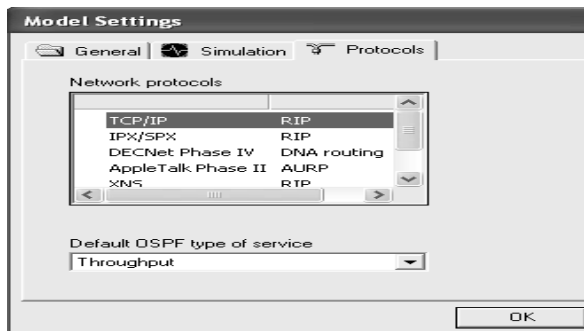 Model Settings
General Simulation Protocols
Network protocols
TCP/IP RIP
IPX/SPX RIP
DECNet Phase IV DNA routing
AppleTalk Phase II AURP
XNS RIP
Default OSPF type of service
Throughput
OK